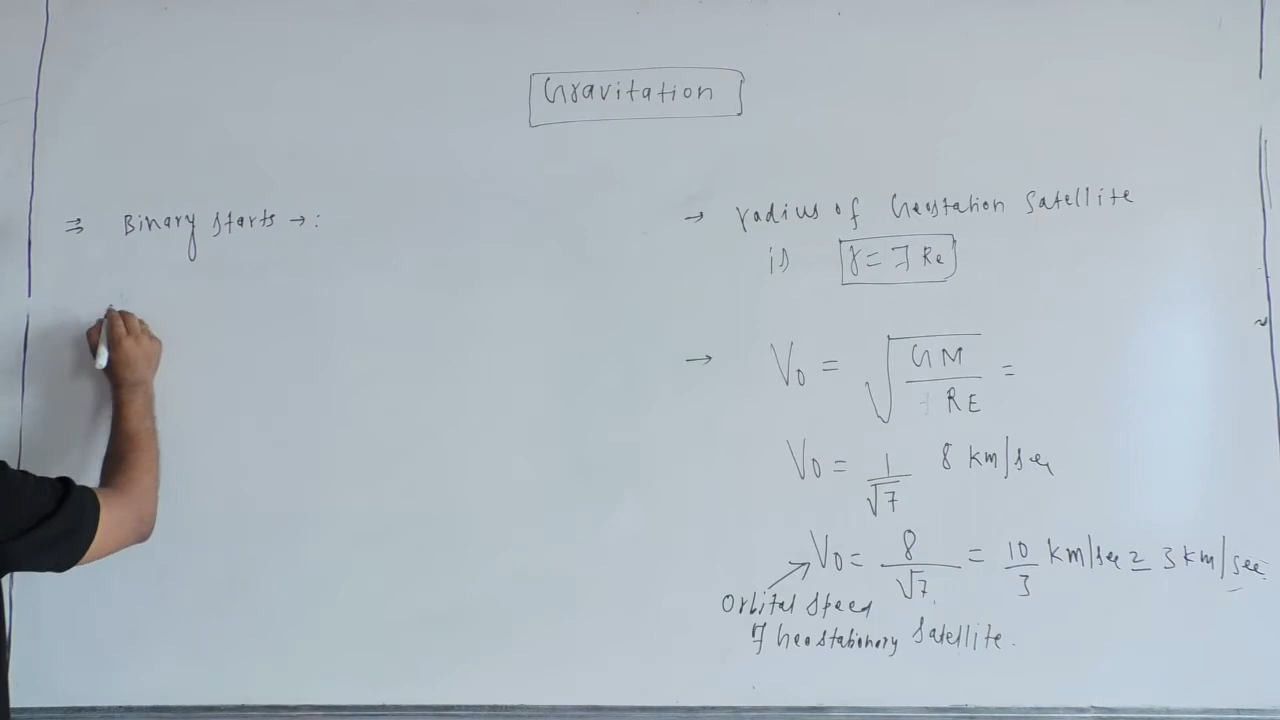 Gravitation
⇒ Binary starts →:
→ radius of Geostation Satellite
is r = 7 Re
→ V0 = √(GM / 7 RE) =
V0 = 1/√7 8 km/sec
V0 = 8/√7 = 10/3 km/sec ≃ 3 km/sec
Orbital speed
of Geostationary Satellite.